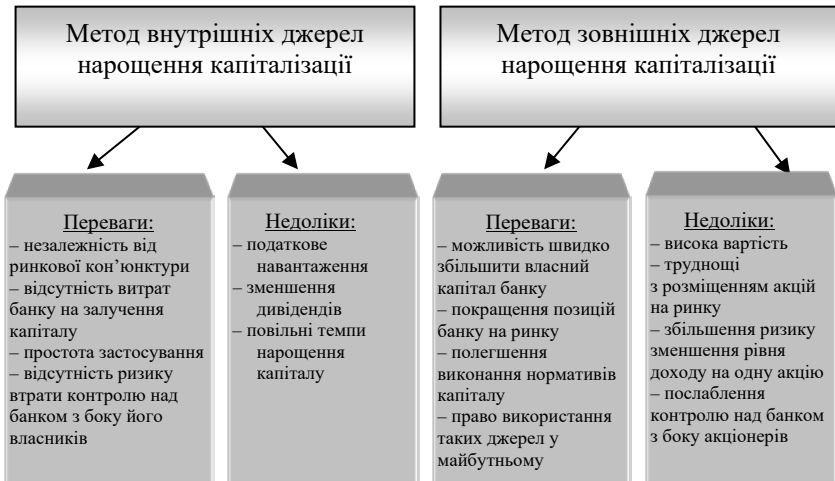 Метод внутрішніх джерел
нарощення капіталізації
Метод зовнішніх джерел
нарощення капіталізації
Переваги:
– незалежність від
ринкової кон’юнктури
– відсутність витрат
банку на залучення
капіталу
– простота застосування
– відсутність ризику
втрати контролю над
банком з боку його
власників
Недоліки:
– податкове
навантаження
– зменшення
дивідендів
– повільні темпи
нарощення
капіталу
Переваги:
– можливість швидко
збільшити власний
капітал банку
– покращення позицій
банку на ринку
– полегшення
виконання нормативів
капіталу
– право використання
таких джерел у
майбутньому
Недоліки:
– висока вартість
– труднощі
з розміщенням акцій
на ринку
– збільшення ризику
зменшення рівня
доходу на одну акцію
– послаблення
контролю над банком
з боку акціонерів